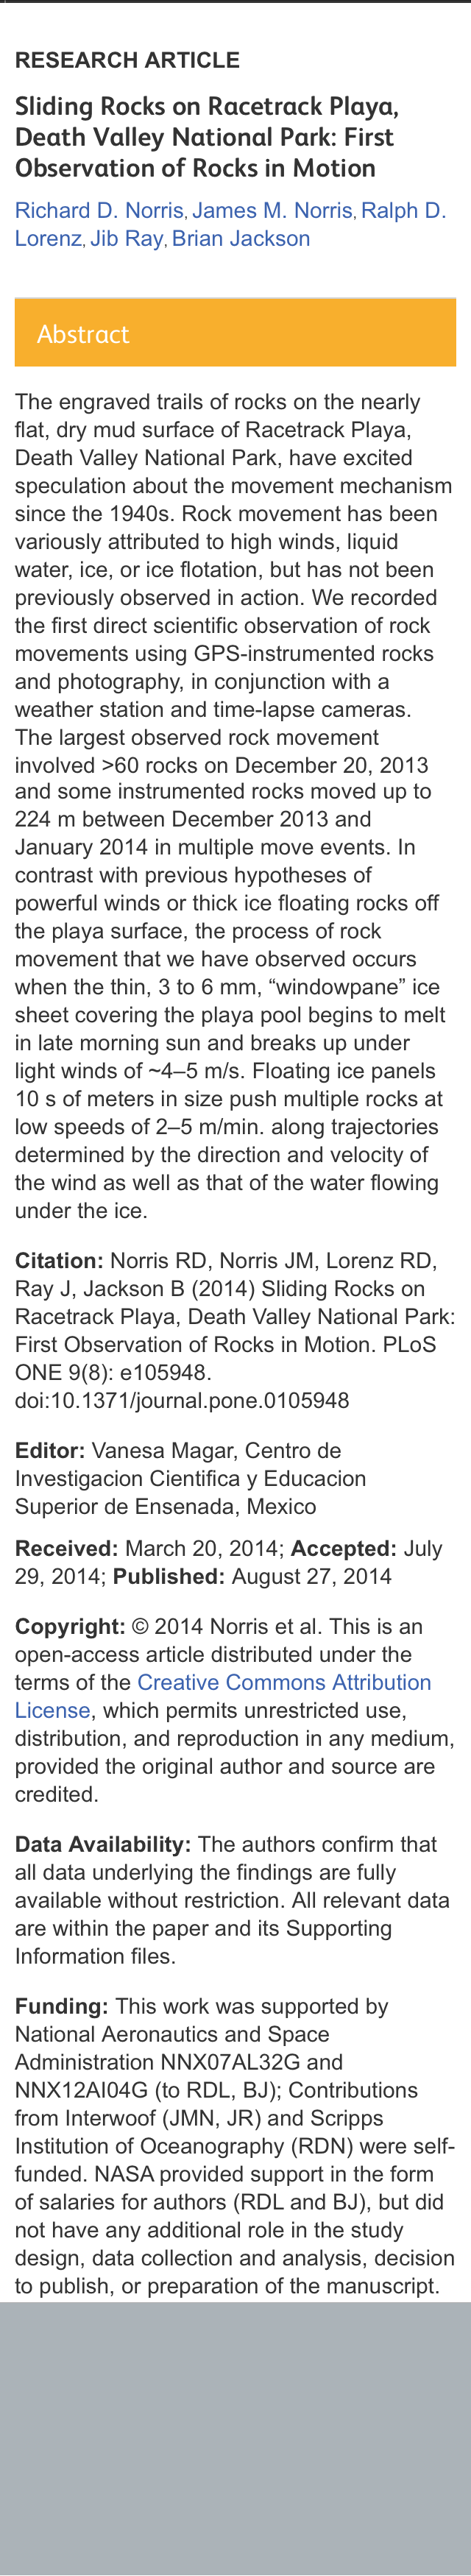 RESEARCH ARTICLE
Sliding Rocks on Racetrack Playa,
Death Valley National Park: First
Observation of Rocks in Motion
Richard D. Norris, James M. Norris, Ralph D.
Lorenz, Jib Ray, Brian Jackson
Abstract
The engraved trails of rocks on the nearly
flat, dry mud surface of Racetrack Playa,
Death Valley National Park, have excited
speculation about the movement mechanism
since the 1940s. Rock movement has been
variously attributed to high winds, liquid
water, ice, or ice flotation, but has not been
previously observed in action. We recorded
the first direct scientific observation of rock
movements using GPS-instrumented rocks
and photography, in conjunction with a
weather station and time-lapse cameras.
The largest observed rock movement
involved >60 rocks on December 20, 2013
and some instrumented rocks moved up to
224 m between December 2013 and
January 2014 in multiple move events. In
contrast with previous hypotheses of
powerful winds or thick ice floating rocks off
the playa surface, the process of rock
movement that we have observed occurs
when the thin, 3 to 6 mm, “windowpane” ice
sheet covering the playa pool begins to melt
in late morning sun and breaks up under
light winds of ~4–5 m/s. Floating ice panels
10 s of meters in size push multiple rocks at
low speeds of 2–5 m/min. along trajectories
determined by the direction and velocity of
the wind as well as that of the water flowing
under the ice.
Citation: Norris RD, Norris JM, Lorenz RD,
Ray J, Jackson B (2014) Sliding Rocks on
Racetrack Playa, Death Valley National Park:
First Observation of Rocks in Motion. PLoS
ONE 9(8): e105948.
doi:10.1371/journal.pone.0105948
Editor: Vanesa Magar, Centro de
Investigacion Cientifica y Educacion
Superior de Ensenada, Mexico
Received: March 20, 2014; Accepted: July
29, 2014; Published: August 27, 2014
Copyright: © 2014 Norris et al. This is an
open-access article distributed under the
terms of the Creative Commons Attribution
License, which permits unrestricted use,
distribution, and reproduction in any medium,
provided the original author and source are
credited.
Data Availability: The authors confirm that
all data underlying the findings are fully
available without restriction. All relevant data
are within the paper and its Supporting
Information files.
Funding: This work was supported by
National Aeronautics and Space
Administration NNX07AL32G and
NNX12AI04G (to RDL, BJ); Contributions
from Interwoof (JMN, JR) and Scripps
Institution of Oceanography (RDN) were self-
funded. NASA provided support in the form
of salaries for authors (RDL and BJ), but did
not have any additional role in the study
design, data collection and analysis, decision
to publish, or preparation of the manuscript.